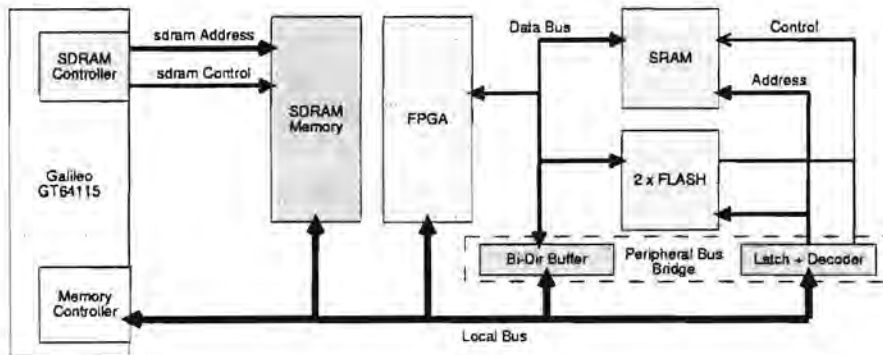 sdram Address
SDRAM
Controller
sdram Control
SDRAM
Memory
FPGA
Data Bus
SRAM
Control
Address
Galileo
GT64115
2 x FLASH
Bi-Dir Buffer
Peripheral Bus
Bridge
Latch + Decoder
Memory
Controller
Local Bus